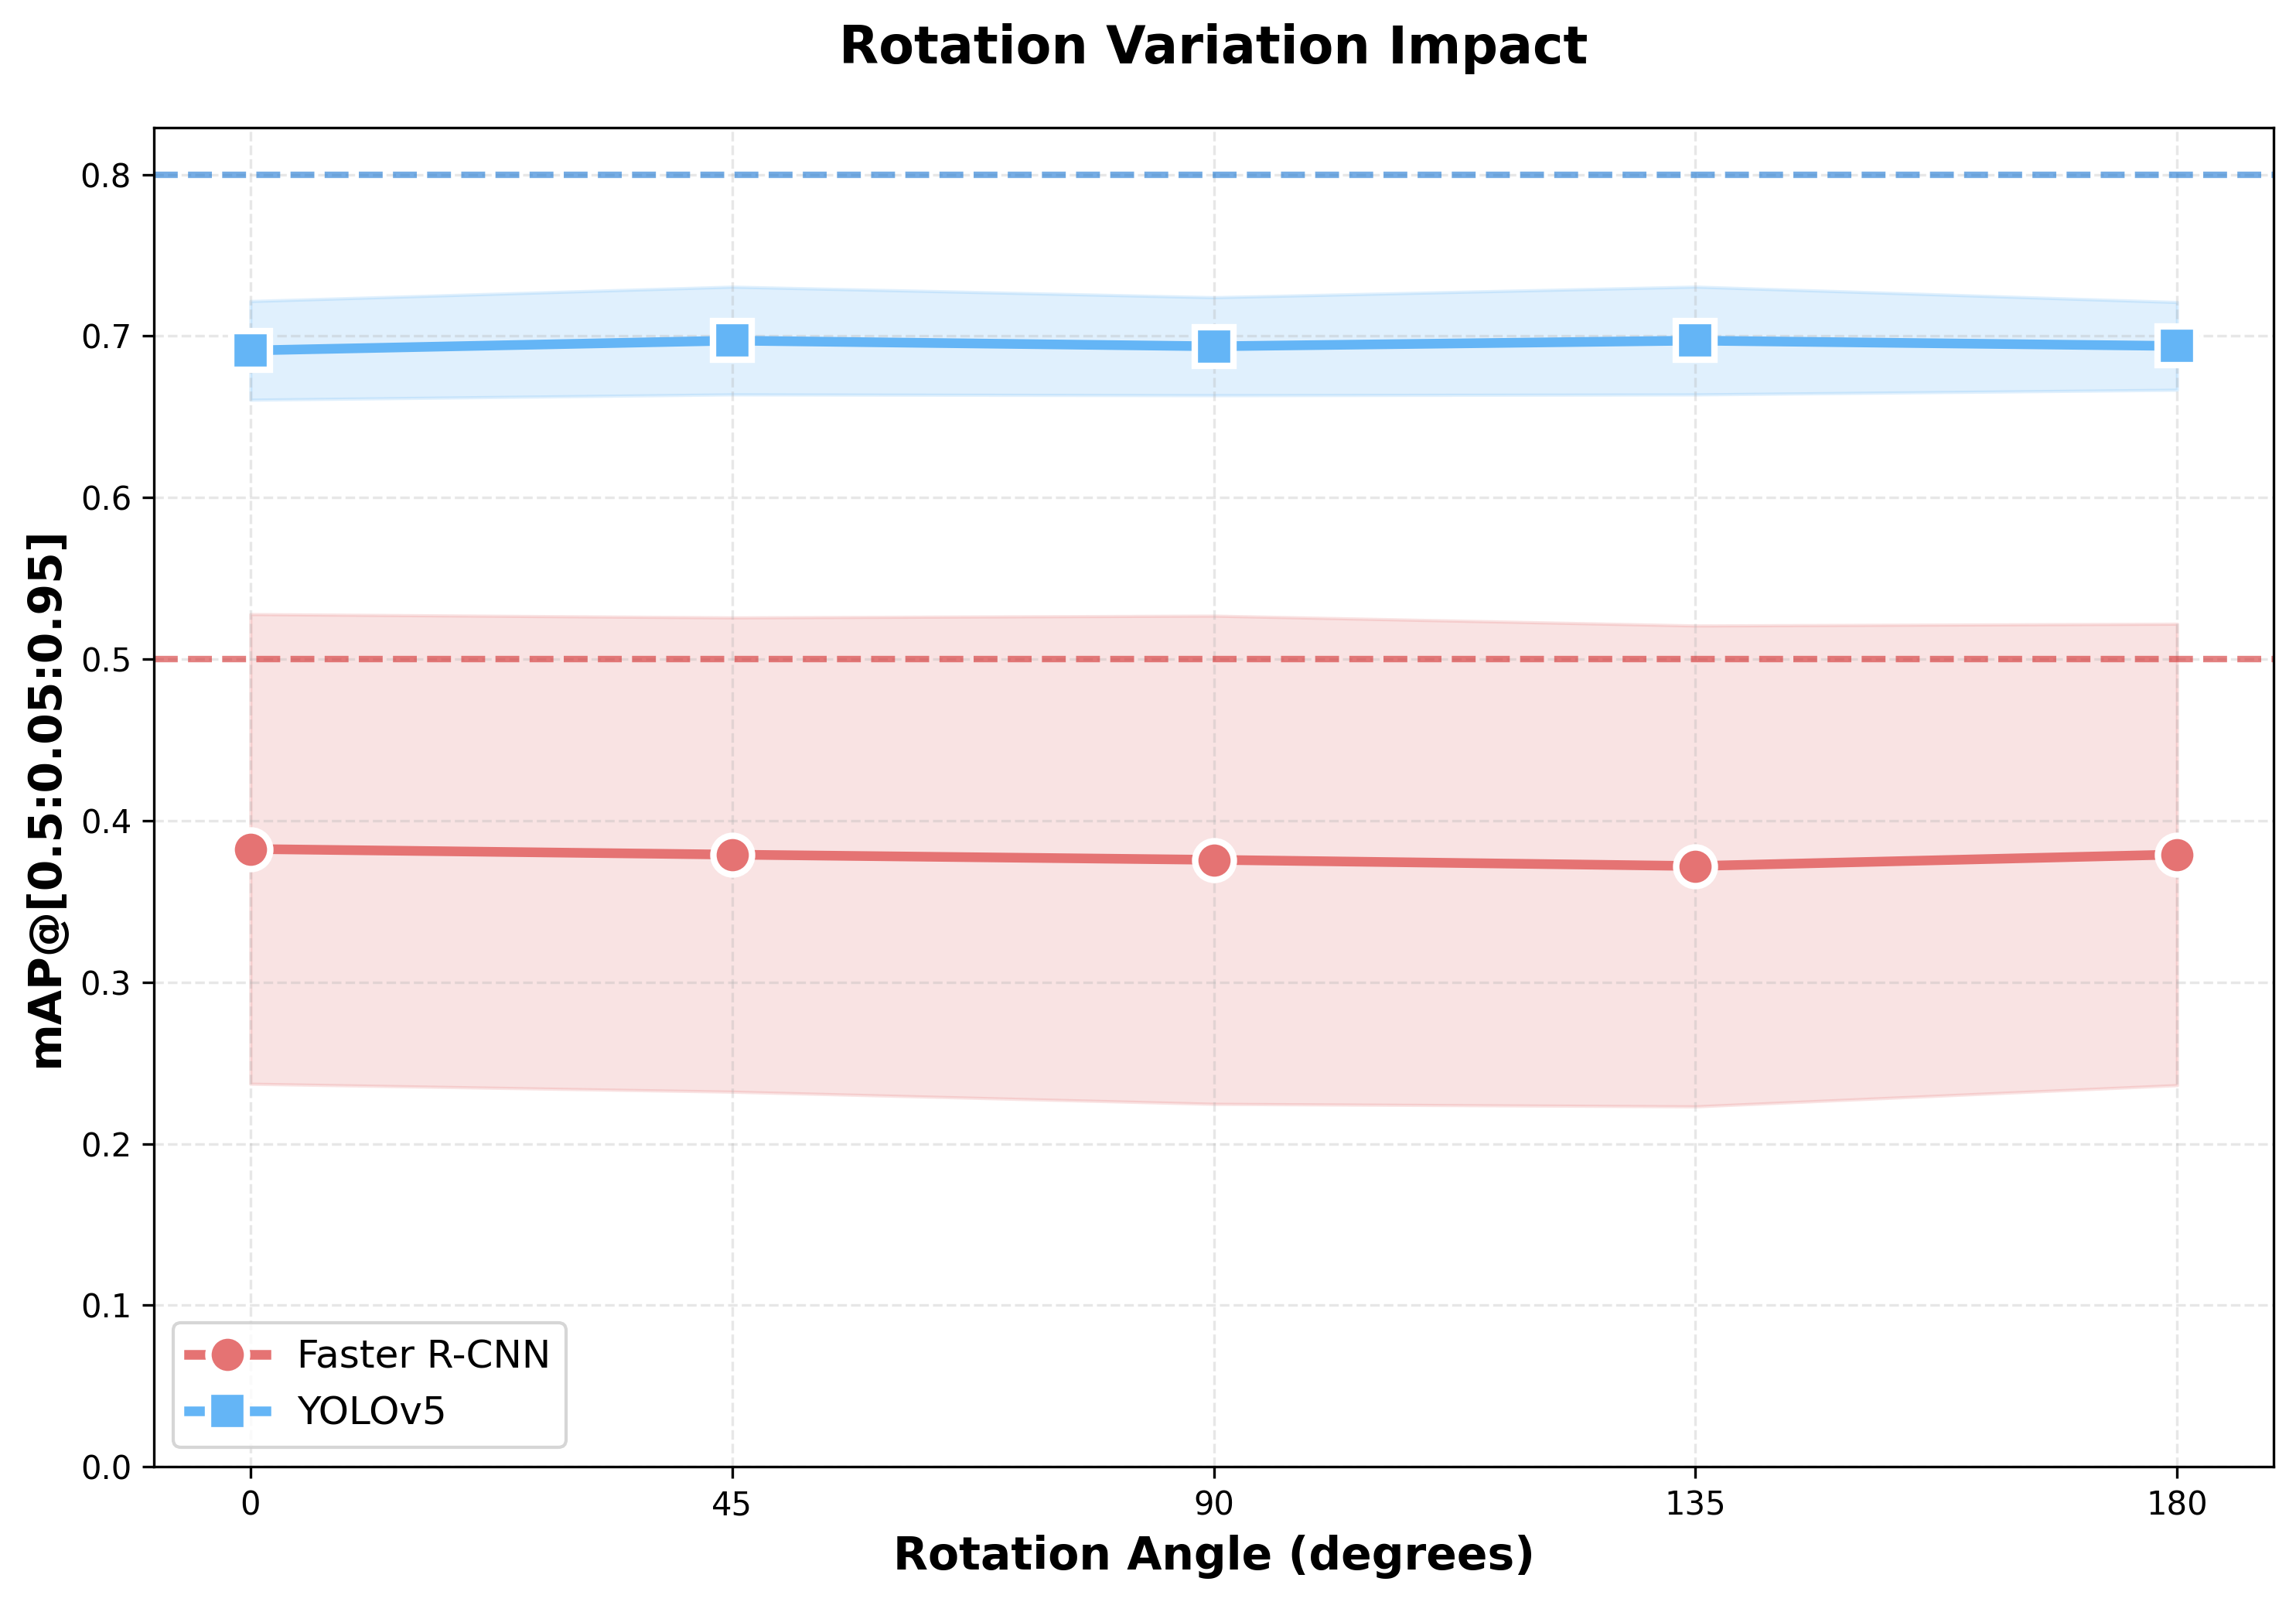 Rotation Variation Impact
mAP@[0.5:0.05:0.95]
0.8
0.7
0.6
0.5
0.4
0.3
0.2
0.1
0.0
Faster R-CNN
YOLOv5
0 45 90 135 180
Rotation Angle (degrees)